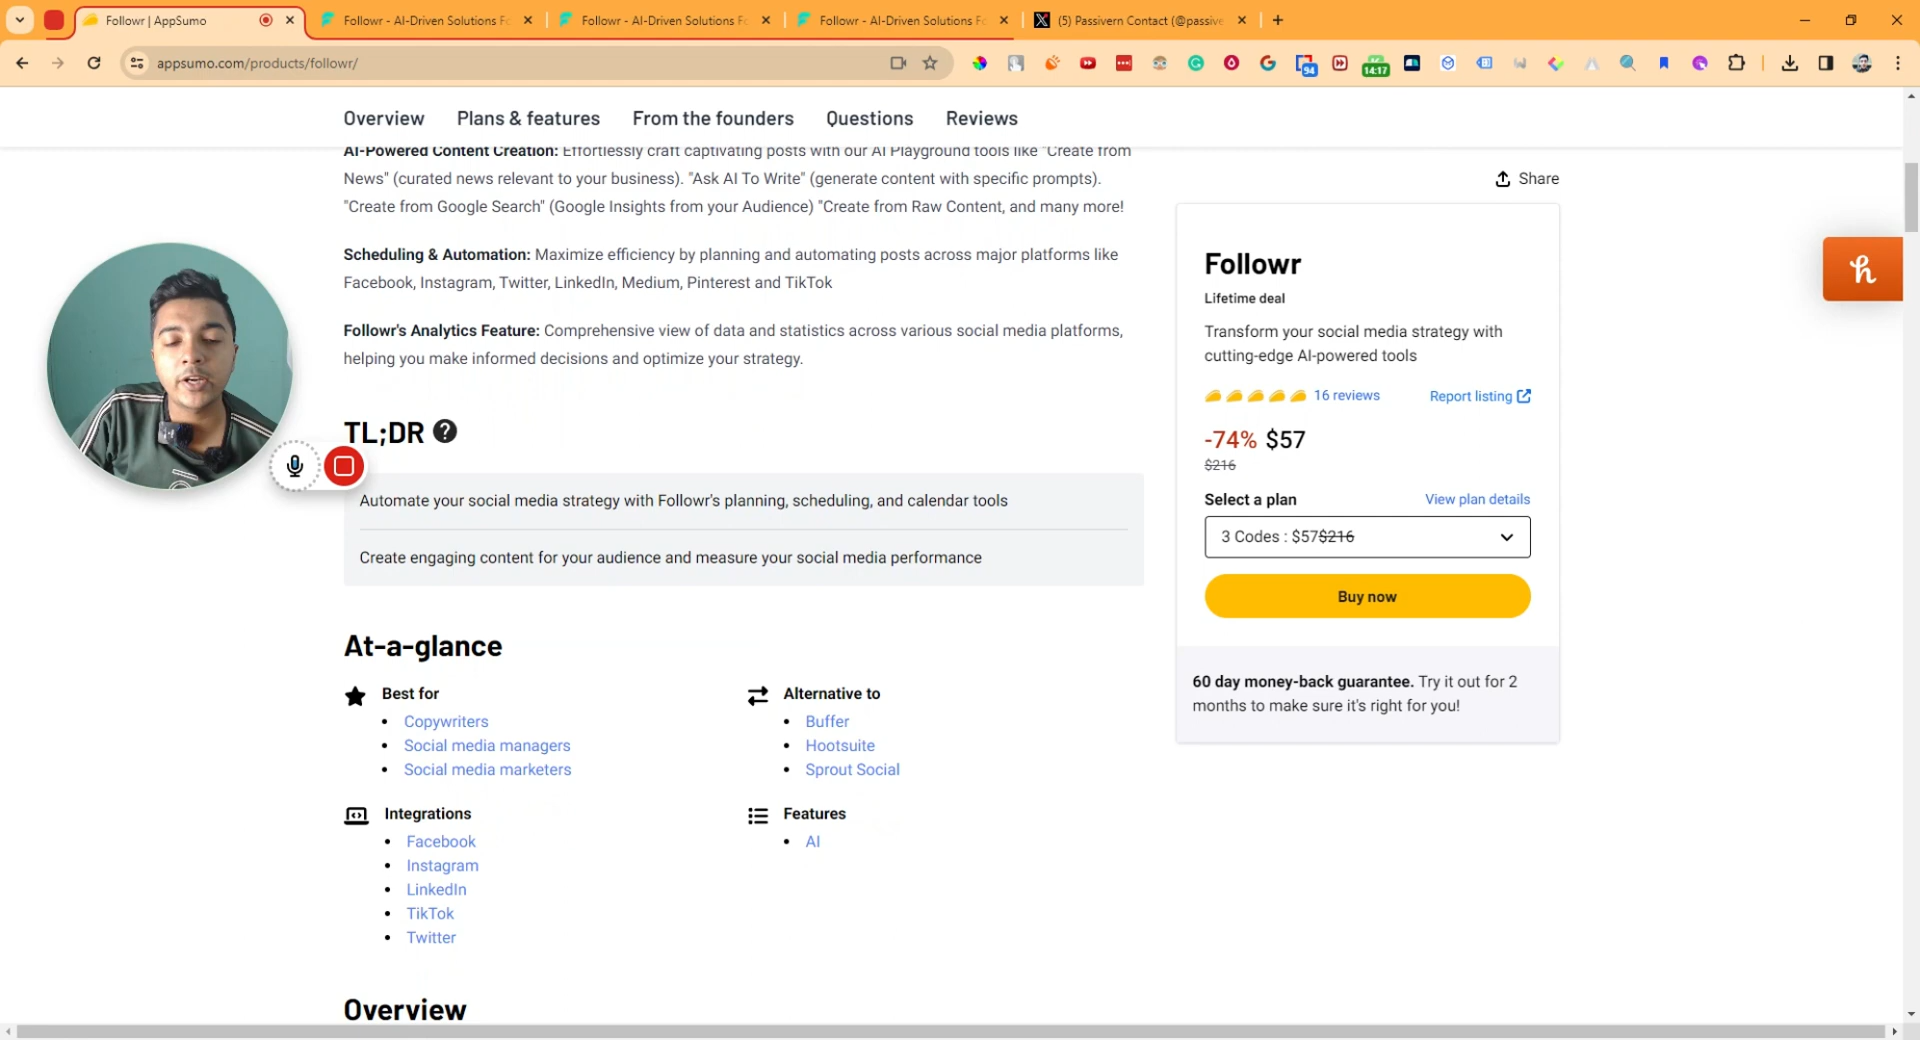 Followr | AppSumo
Followr - AI-Driven Solutions Fo
Followr - AI-Driven Solutions Fo
Followr - AI-Driven Solutions Fo
(5) Passivern Contact (@passive
appsumo.com/products/followr/
94
14:17
Overview
Plans & features
From the founders
Questions
Reviews
AI-Powered Content Creation: Effortlessly craft captivating posts with our AI Playground tools like "Create from
News" (curated news relevant to your business). "Ask AI To Write" (generate content with specific prompts).
"Create from Google Search" (Google Insights from your Audience) "Create from Raw Content, and many more!
Scheduling & Automation: Maximize efficiency by planning and automating posts across major platforms like
Facebook, Instagram, Twitter, LinkedIn, Medium, Pinterest and TikTok
Followr's Analytics Feature: Comprehensive view of data and statistics across various social media platforms,
helping you make informed decisions and optimize your strategy.
TL;DR
Automate your social media strategy with Followr's planning, scheduling, and calendar tools
Create engaging content for your audience and measure your social media performance
At-a-glance
Best for
Copywriters
Social media managers
Social media marketers
Alternative to
Buffer
Hootsuite
Sprout Social
Integrations
Facebook
Instagram
LinkedIn
TikTok
Twitter
Features
AI
Overview
Share
Followr
Lifetime deal
Transform your social media strategy with
cutting-edge AI-powered tools
16 reviews
Report listing
-74% $57
$216
Select a plan
View plan details
3 Codes : $57$216
Buy now
60 day money-back guarantee. Try it out for 2
months to make sure it's right for you!